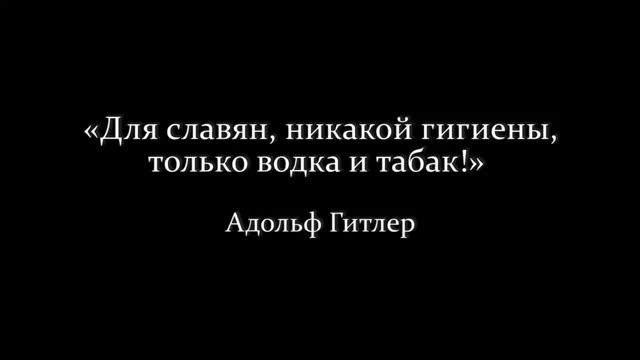 «Для славян, никакой гигиены,
только водка и табак!»
Адольф Гитлер